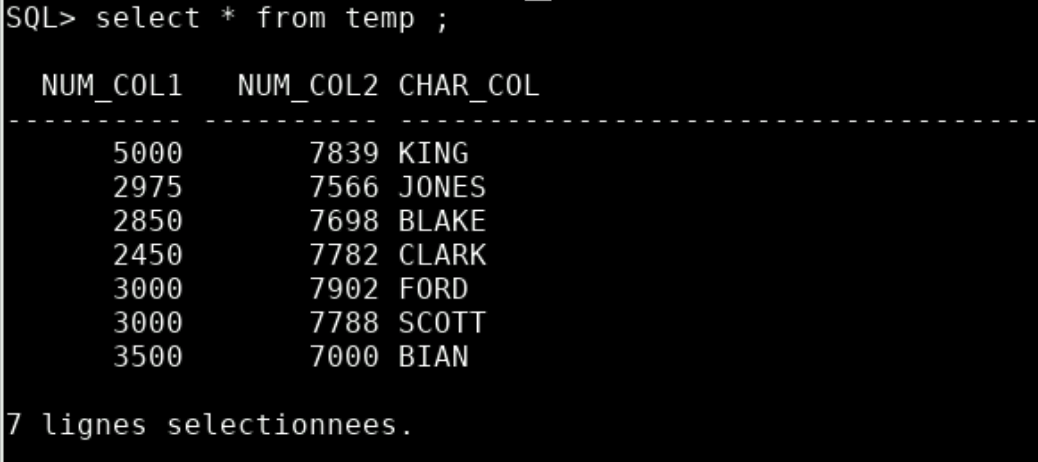 SQL> select * from temp ;
NUM_COL1 NUM_COL2 CHAR_COL
---------- ---------- ------------------------------------
5000 7839 KING
2975 7566 JONES
2850 7698 BLAKE
2450 7782 CLARK
3000 7902 FORD
3000 7788 SCOTT
3500 7000 BIAN
7 lignes selectionnees.